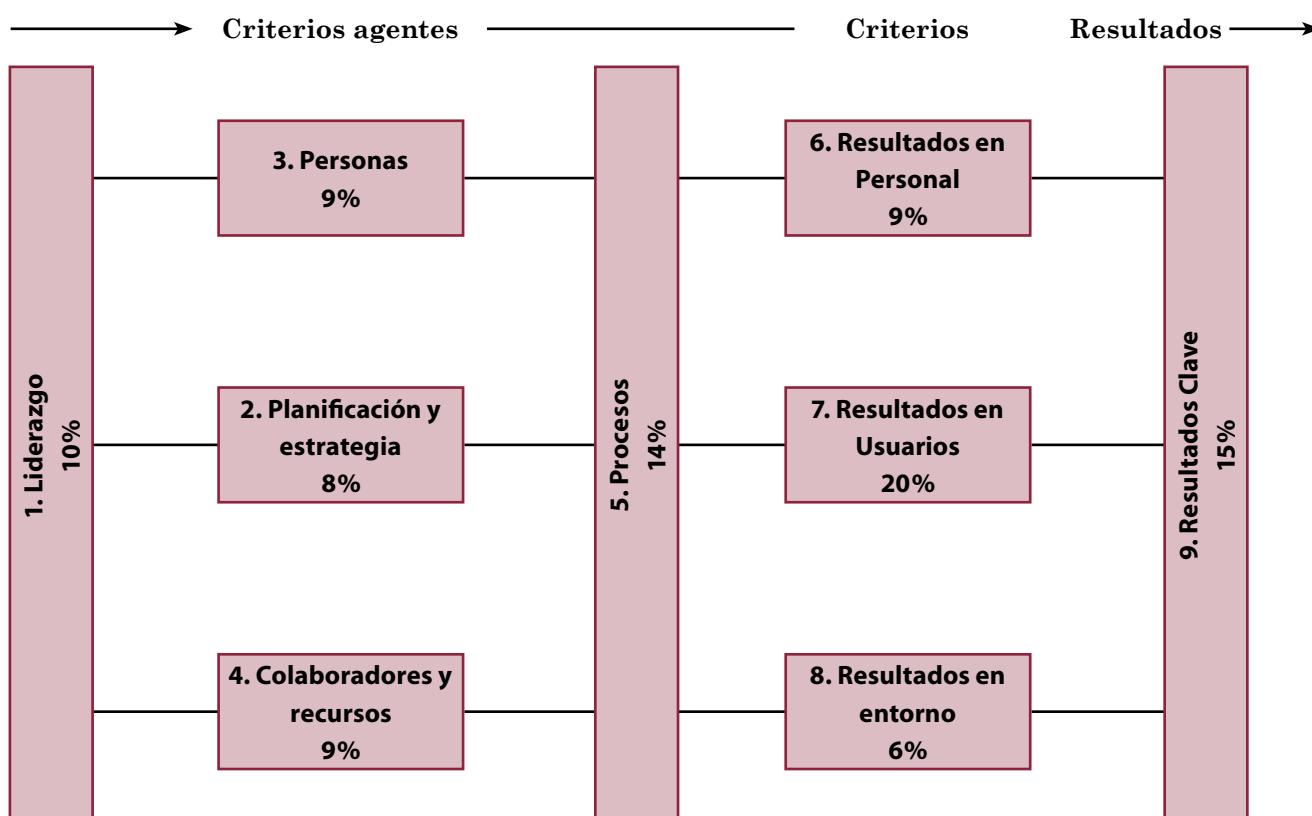 Criterios agentes
Criterios
Resultados
1. Liderazgo
10%
3. Personas
9%
2. Planificación y
estrategia
8%
4. Colaboradores y
recursos
9%
5. Procesos
14%
6. Resultados en
Personal
9%
7. Resultados en
Usuarios
20%
8. Resultados en
entorno
6%
9. Resultados Clave
15%